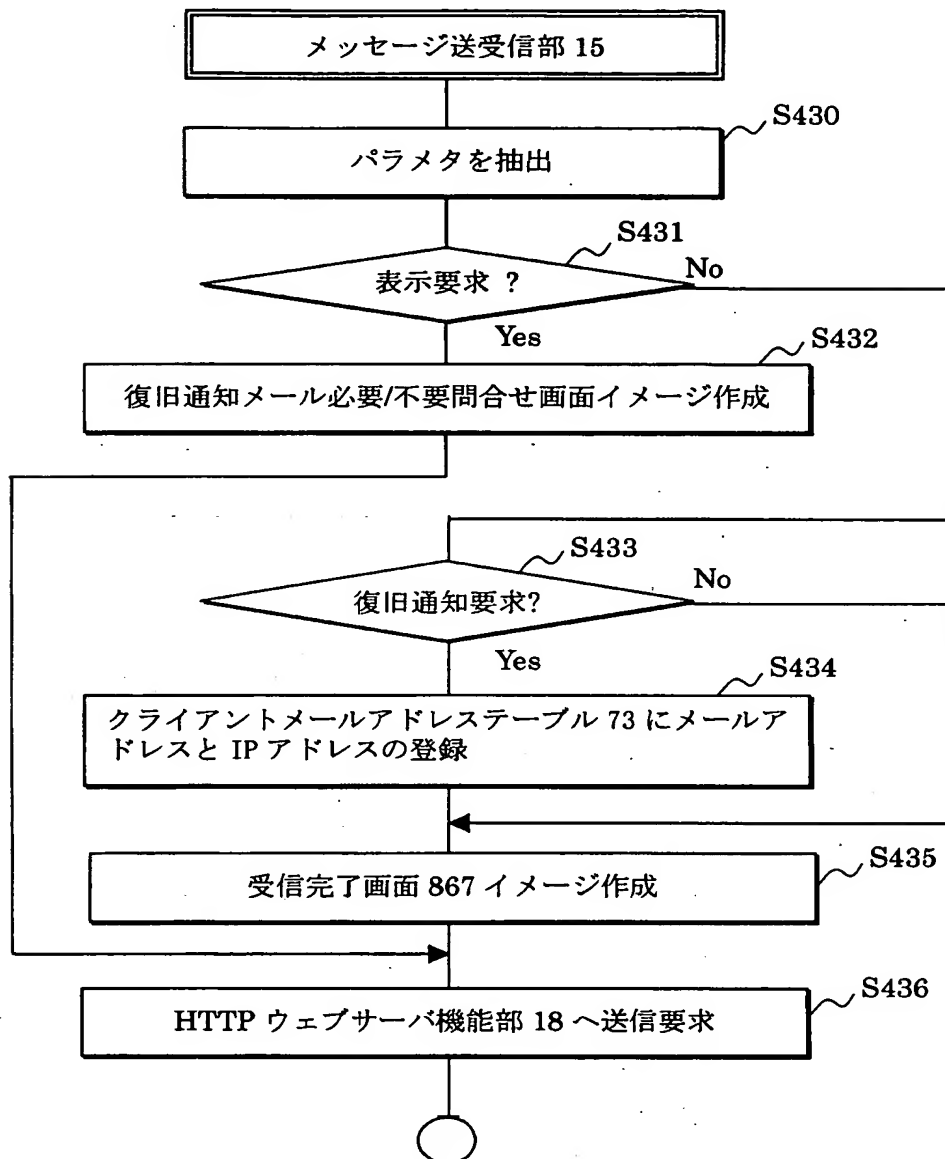 メッセージ送受信部 15
S430
パラメタを抽出
S431
表示要求 ?
No
Yes
S432
復旧通知メール必要/不要問合せ画面イメージ作成
S433
復旧通知要求?
No
Yes
S434
クライアントメールアドレステーブル 73 にメールア
ドレスと IP アドレスの登録
S435
受信完了画面 867 イメージ作成
S436
HTTP ウェブサーバ機能部 18 へ送信要求